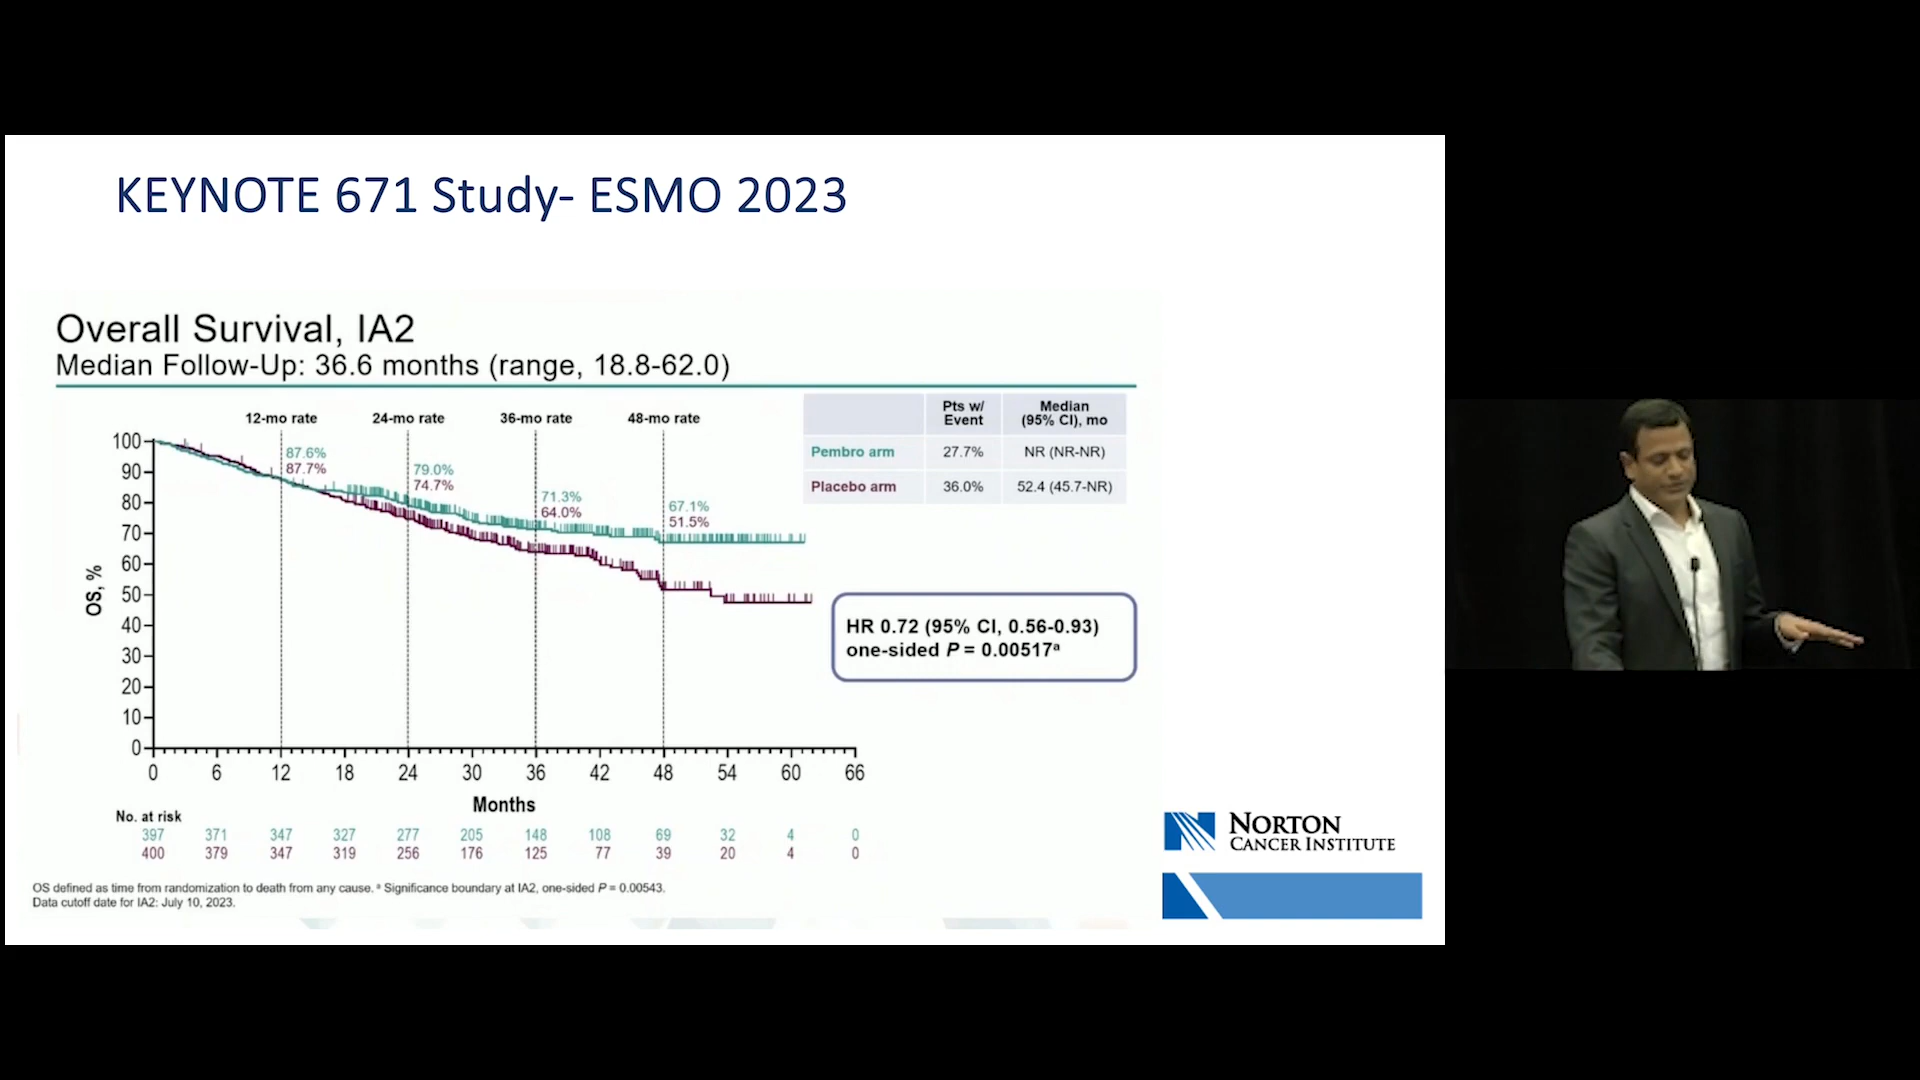 KEYNOTE 671 Study- ESMO 2023
Overall Survival, IA2
Median Follow-Up: 36.6 months (range, 18.8-62.0)
12-mo rate 24-mo rate 36-mo rate 48-mo rate
87.6%
87.7%
79.0%
74.7%
71.3%
64.0%
67.1%
51.5%
Pts w/ Event Median (95% CI), mo
Pembro arm 27.7% NR (NR-NR)
Placebo arm 36.0% 52.4 (45.7-NR)
HR 0.72 (95% CI, 0.56-0.93)
one-sided P = 0.00517ᵃ
OS, %
100
90
80
70
60
50
40
30
20
10
0
0 6 12 18 24 30 36 42 48 54 60 66
Months
No. at risk
397 371 347 327 277 205 148 108 69 32 4 0
400 379 347 319 256 176 125 77 39 20 4 0
OS defined as time from randomization to death from any cause. ᵃ Significance boundary at IA2, one-sided P = 0.00543.
Data cutoff date for IA2: July 10, 2023.
NORTON
CANCER INSTITUTE